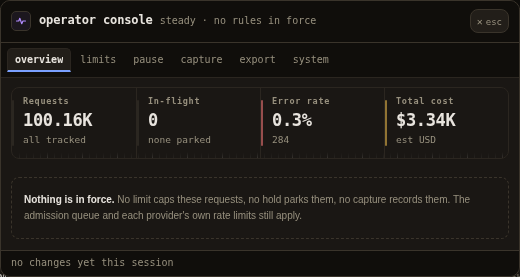 operator console steady · no rules in force × esc
overview limits pause capture export system
Requests In-flight Error rate Total cost
100.16K 0 0.3% $3.34K
all tracked none parked 284 est USD
Nothing is in force. No limit caps these requests, no hold parks them, no capture records them. The
admission queue and each provider's own rate limits still apply.
no changes yet this session